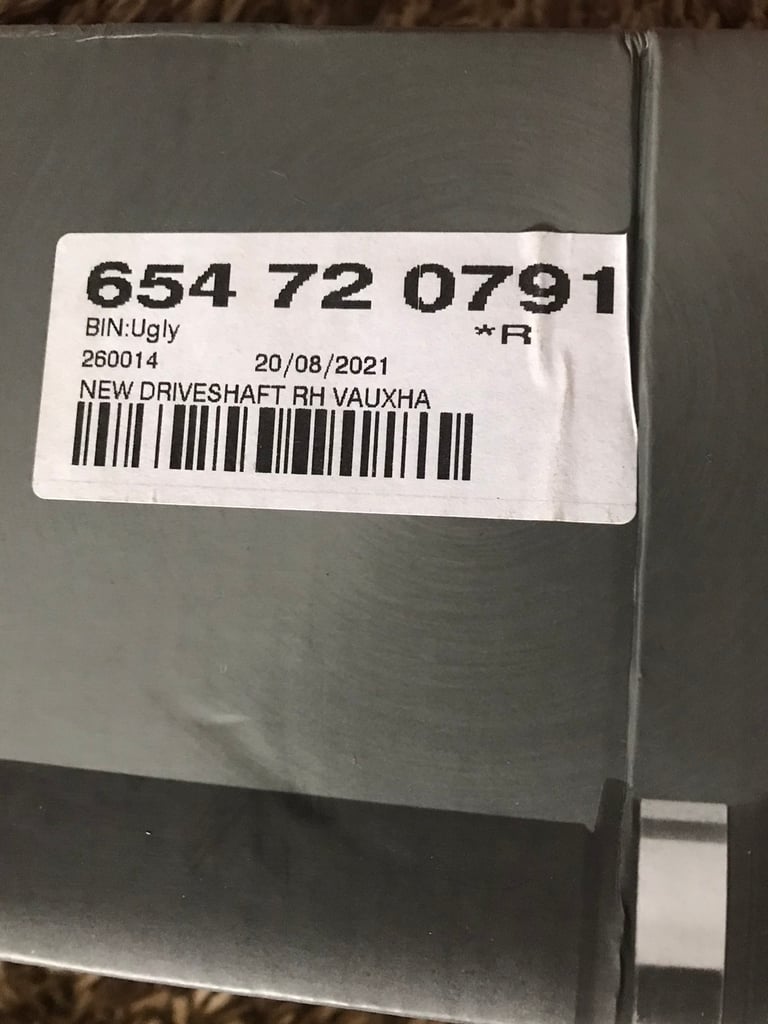 654 72 0791
BIN:Ugly *R
260014 20/08/2021
NEW DRIVESHAFT RH VAUXHA